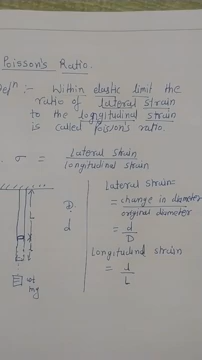 Poisson's Ratio.
Defⁿ :- Within elastic limit the
ratio of lateral strain
to the longitudinal strain
is called Poisson's ratio.
σ = Lateral strain
longitudinal strain
L
D
d
wt
mg
Lateral strain=
= change in diameter
original diameter
= d
D
Longitudinal strain
= l
L